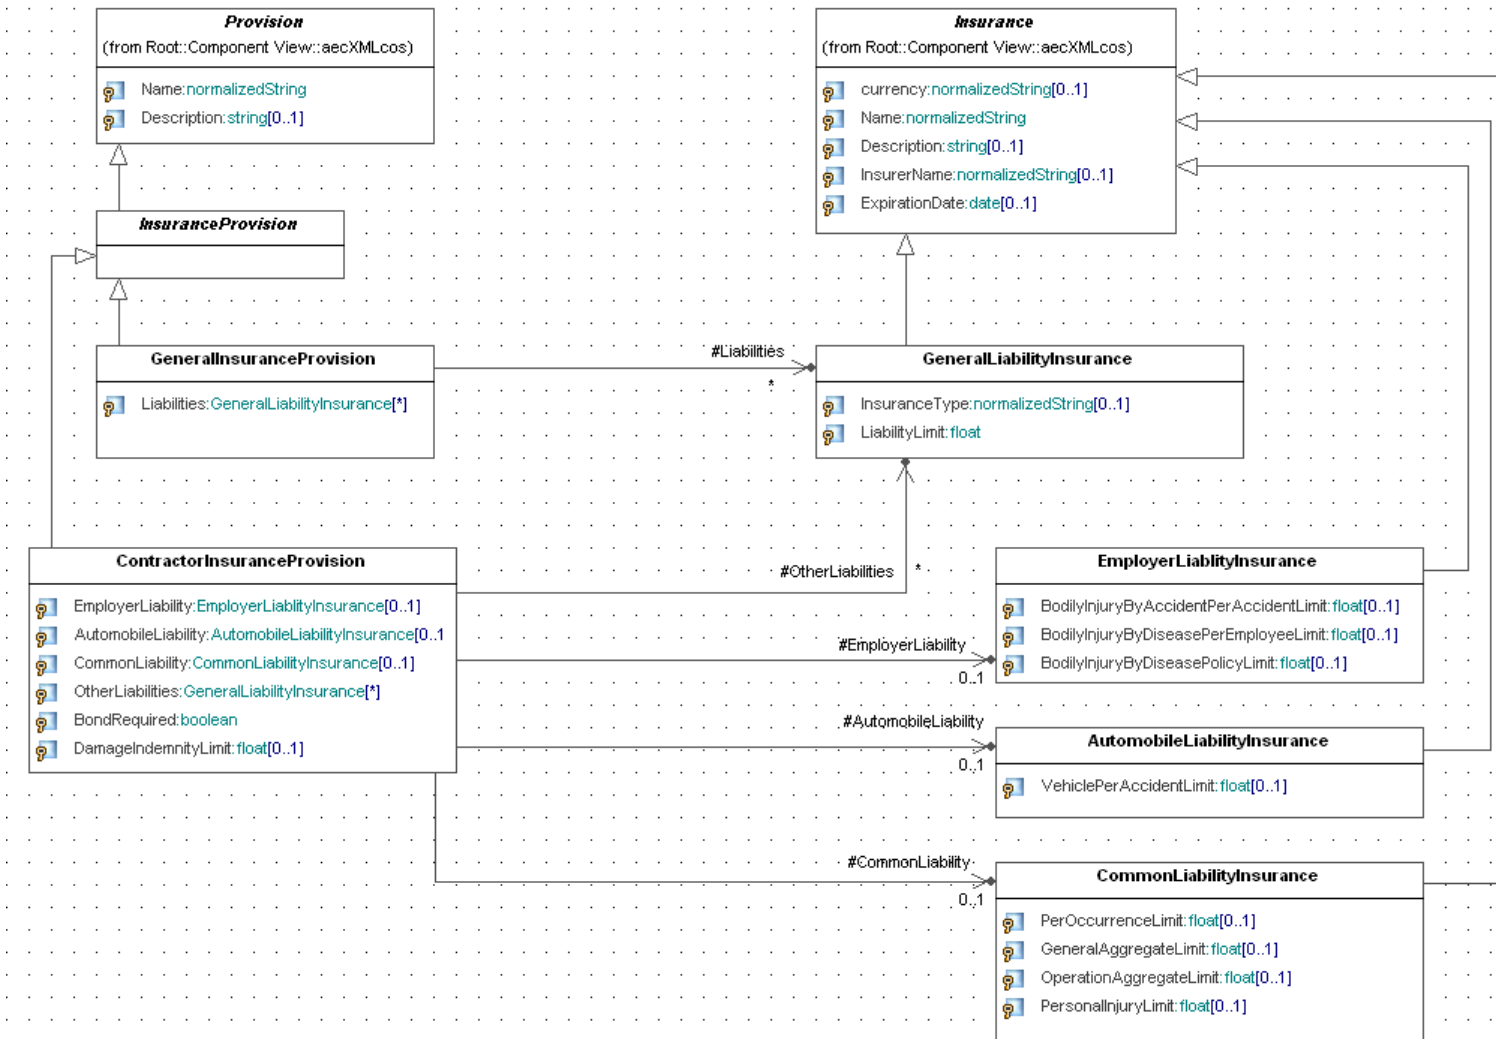 Provision
(from Root::Component View::aecXMLcos)
Name:normalizedString
Description:string[0..1]
Insurance
(from Root::Component View::aecXMLcos)
currency:normalizedString[0..1]
Name:normalizedString
Description:string[0..1]
InsurerName:normalizedString[0..1]
ExpirationDate:date[0..1]
InsuranceProvision
GeneralInsuranceProvision
Liabilities:GeneralLiabilityInsurance[*]
#Liabilities
*
GeneralLiabilityInsurance
InsuranceType:normalizedString[0..1]
LiabilityLimit:float
ContractorInsuranceProvision
EmployerLiability:EmployerLiablityInsurance[0..1]
AutomobileLiability:AutomobileLiabilityInsurance[0..1
CommonLiability:CommonLiabilityInsurance[0..1]
OtherLiabilities:GeneralLiabilityInsurance[*]
BondRequired:boolean
DamageIndemnityLimit:float[0..1]
#OtherLiabilities
*
#EmployerLiability
0..1
#AutomobileLiability
0..1
#CommonLiability
0..1
EmployerLiablityInsurance
BodilyInjuryByAccidentPerAccidentLimit:float[0..1]
BodilyInjuryByDiseasePerEmployeeLimit:float[0..1]
BodilyInjuryByDiseasePolicyLimit:float[0..1]
AutomobileLiabilityInsurance
VehiclePerAccidentLimit:float[0..1]
CommonLiabilityInsurance
PerOccurrenceLimit:float[0..1]
GeneralAggregateLimit:float[0..1]
OperationAggregateLimit:float[0..1]
PersonalInjuryLimit:float[0..1]